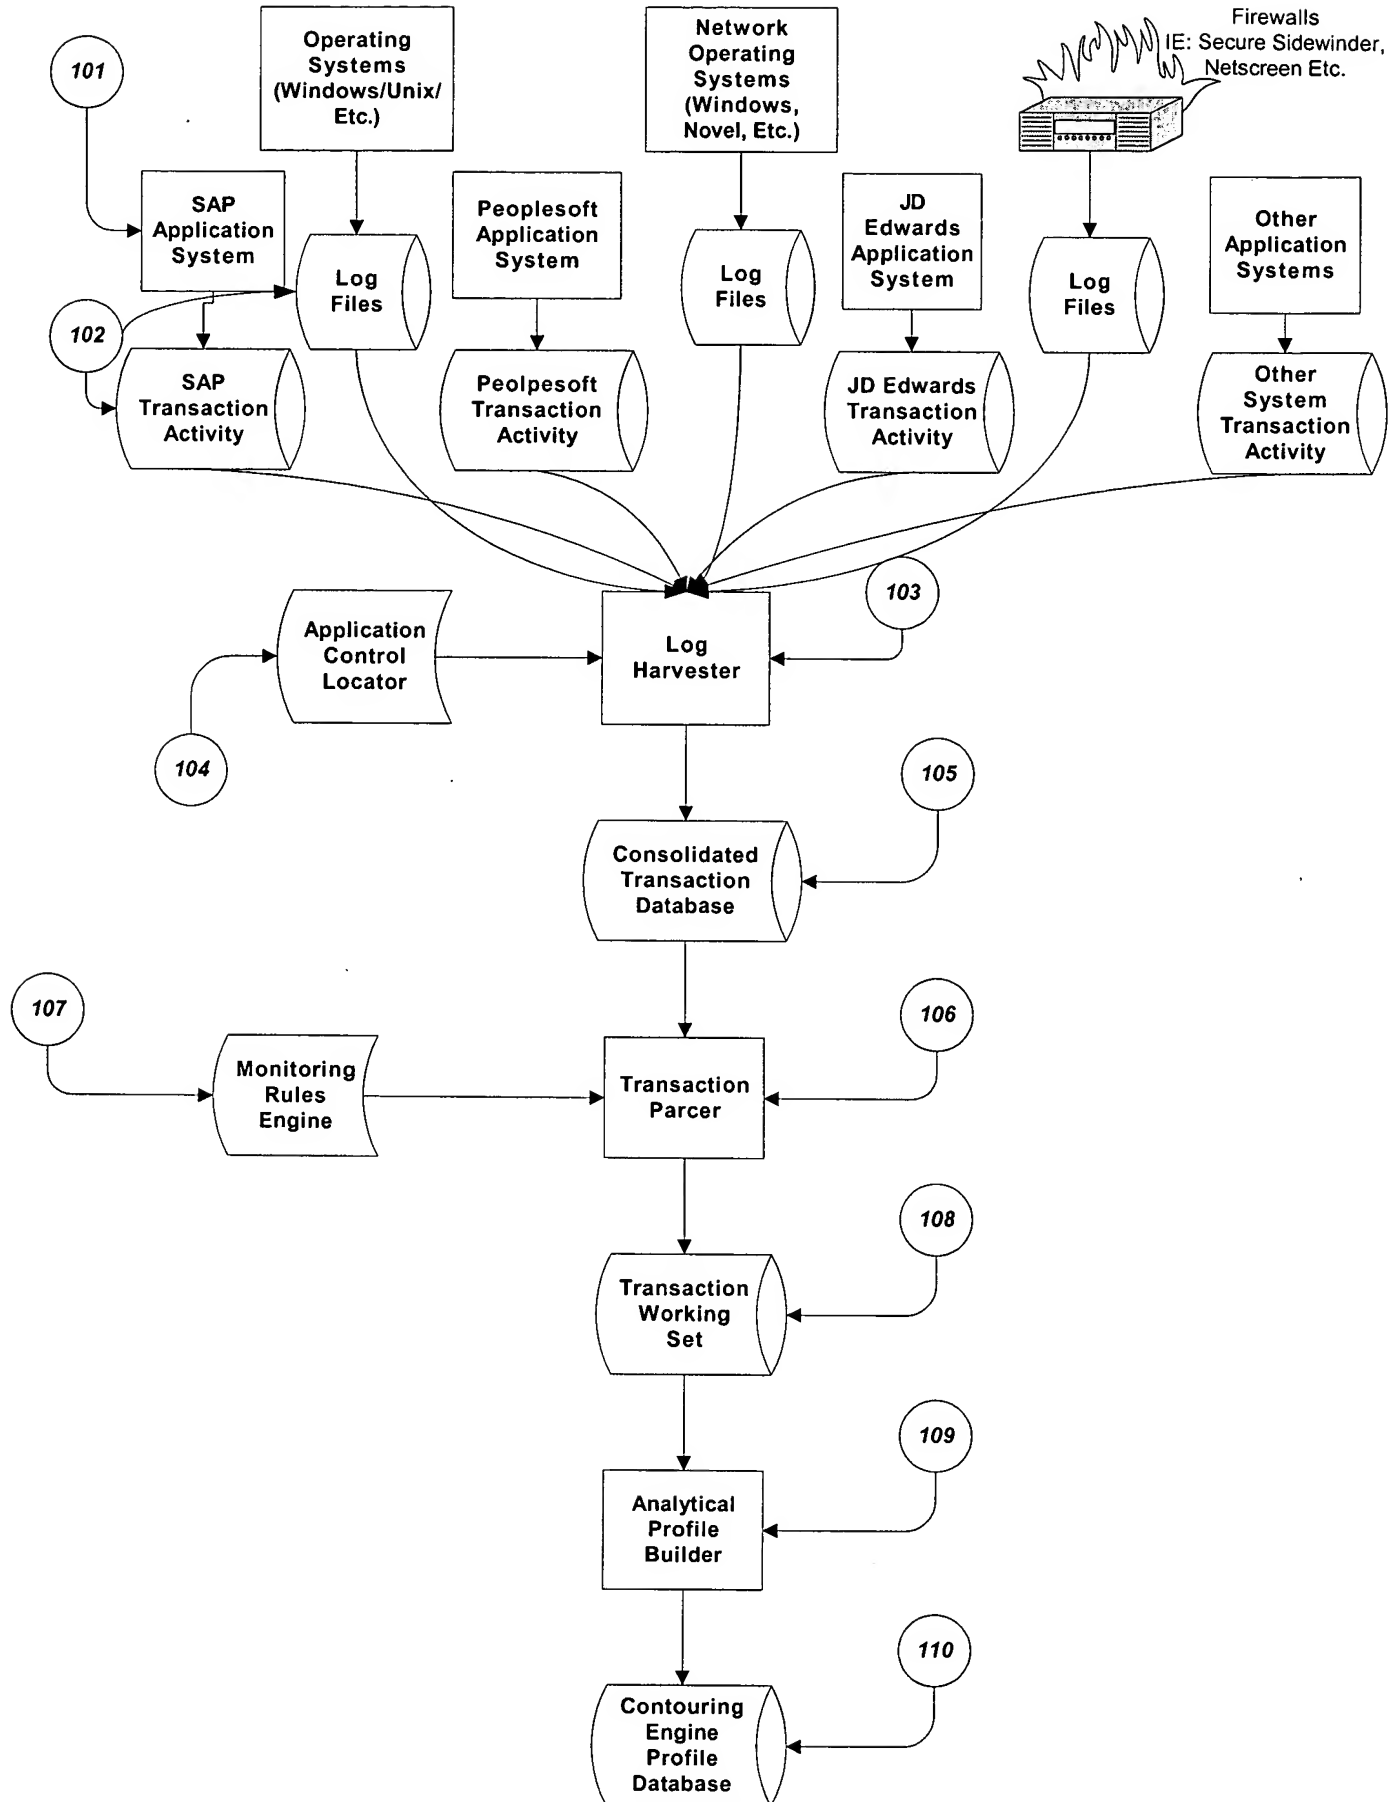 Operating
Systems
(Windows/Unix/
Etc.)
Network
Operating
Systems
(Windows,
Novel, Etc.)
Firewalls
IE: Secure Sidewinder,
Netscreen Etc.
101
SAP
Application
System
Peoplesoft
Application
System
JD
Edwards
Application
System
Other
Application
Systems
Log
Files
Log
Files
Log
Files
102
SAP
Transaction
Activity
Peolpesoft
Transaction
Activity
JD Edwards
Transaction
Activity
Other
System
Transaction
Activity
103
Application
Control
Locator
Log
Harvester
104
105
Consolidated
Transaction
Database
107
106
Monitoring
Rules
Engine
Transaction
Parcer
108
Transaction
Working
Set
109
Analytical
Profile
Builder
110
Contouring
Engine
Profile
Database